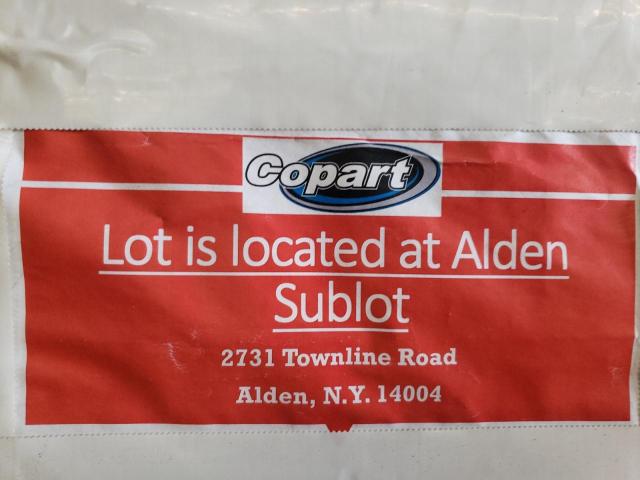 Copart
Lot is located at Alden
Sublot
2731 Townline Road
Alden, N.Y. 14004